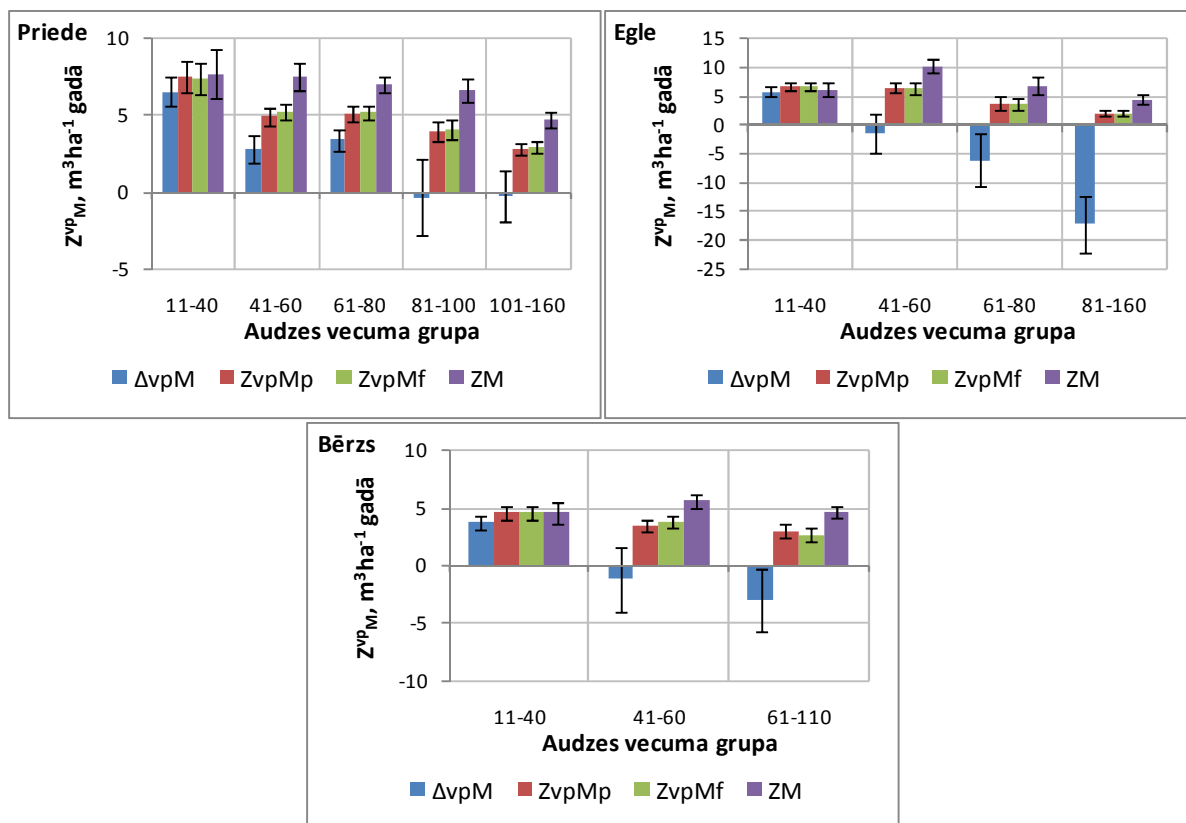 Priede
Z^vp_M, m³ha⁻¹ gadā
10
5
0
-5
11-40 41-60 61-80 81-100 101-160
Audzes vecuma grupa
ΔvpM ZvpMp ZvpMf ZM
Egle
Z^vp_M, m³ha⁻¹ gadā
15
10
5
0
-5
-10
-15
-20
-25
11-40 41-60 61-80 81-160
Audzes vecuma grupa
ΔvpM ZvpMp ZvpMf ZM
Bērzs
Z^vp_M, m³ha⁻¹ gadā
10
5
0
-5
-10
11-40 41-60 61-110
Audzes vecuma grupa
ΔvpM ZvpMp ZvpMf ZM